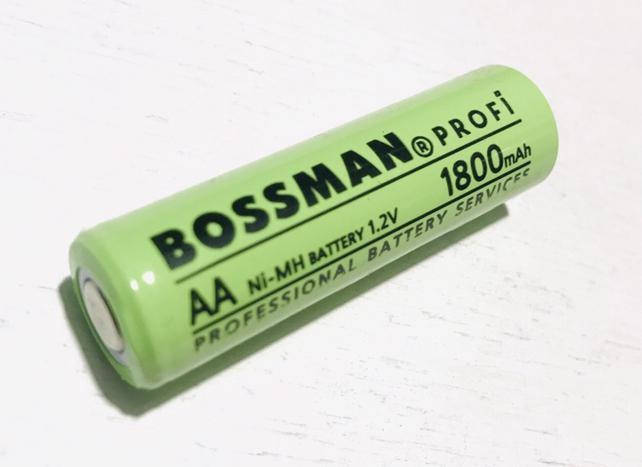 BOSSMAN® PROFi
AA Ni-MH BATTERY 1.2V 1800mAh
PROFESSIONAL BATTERY SERVICES